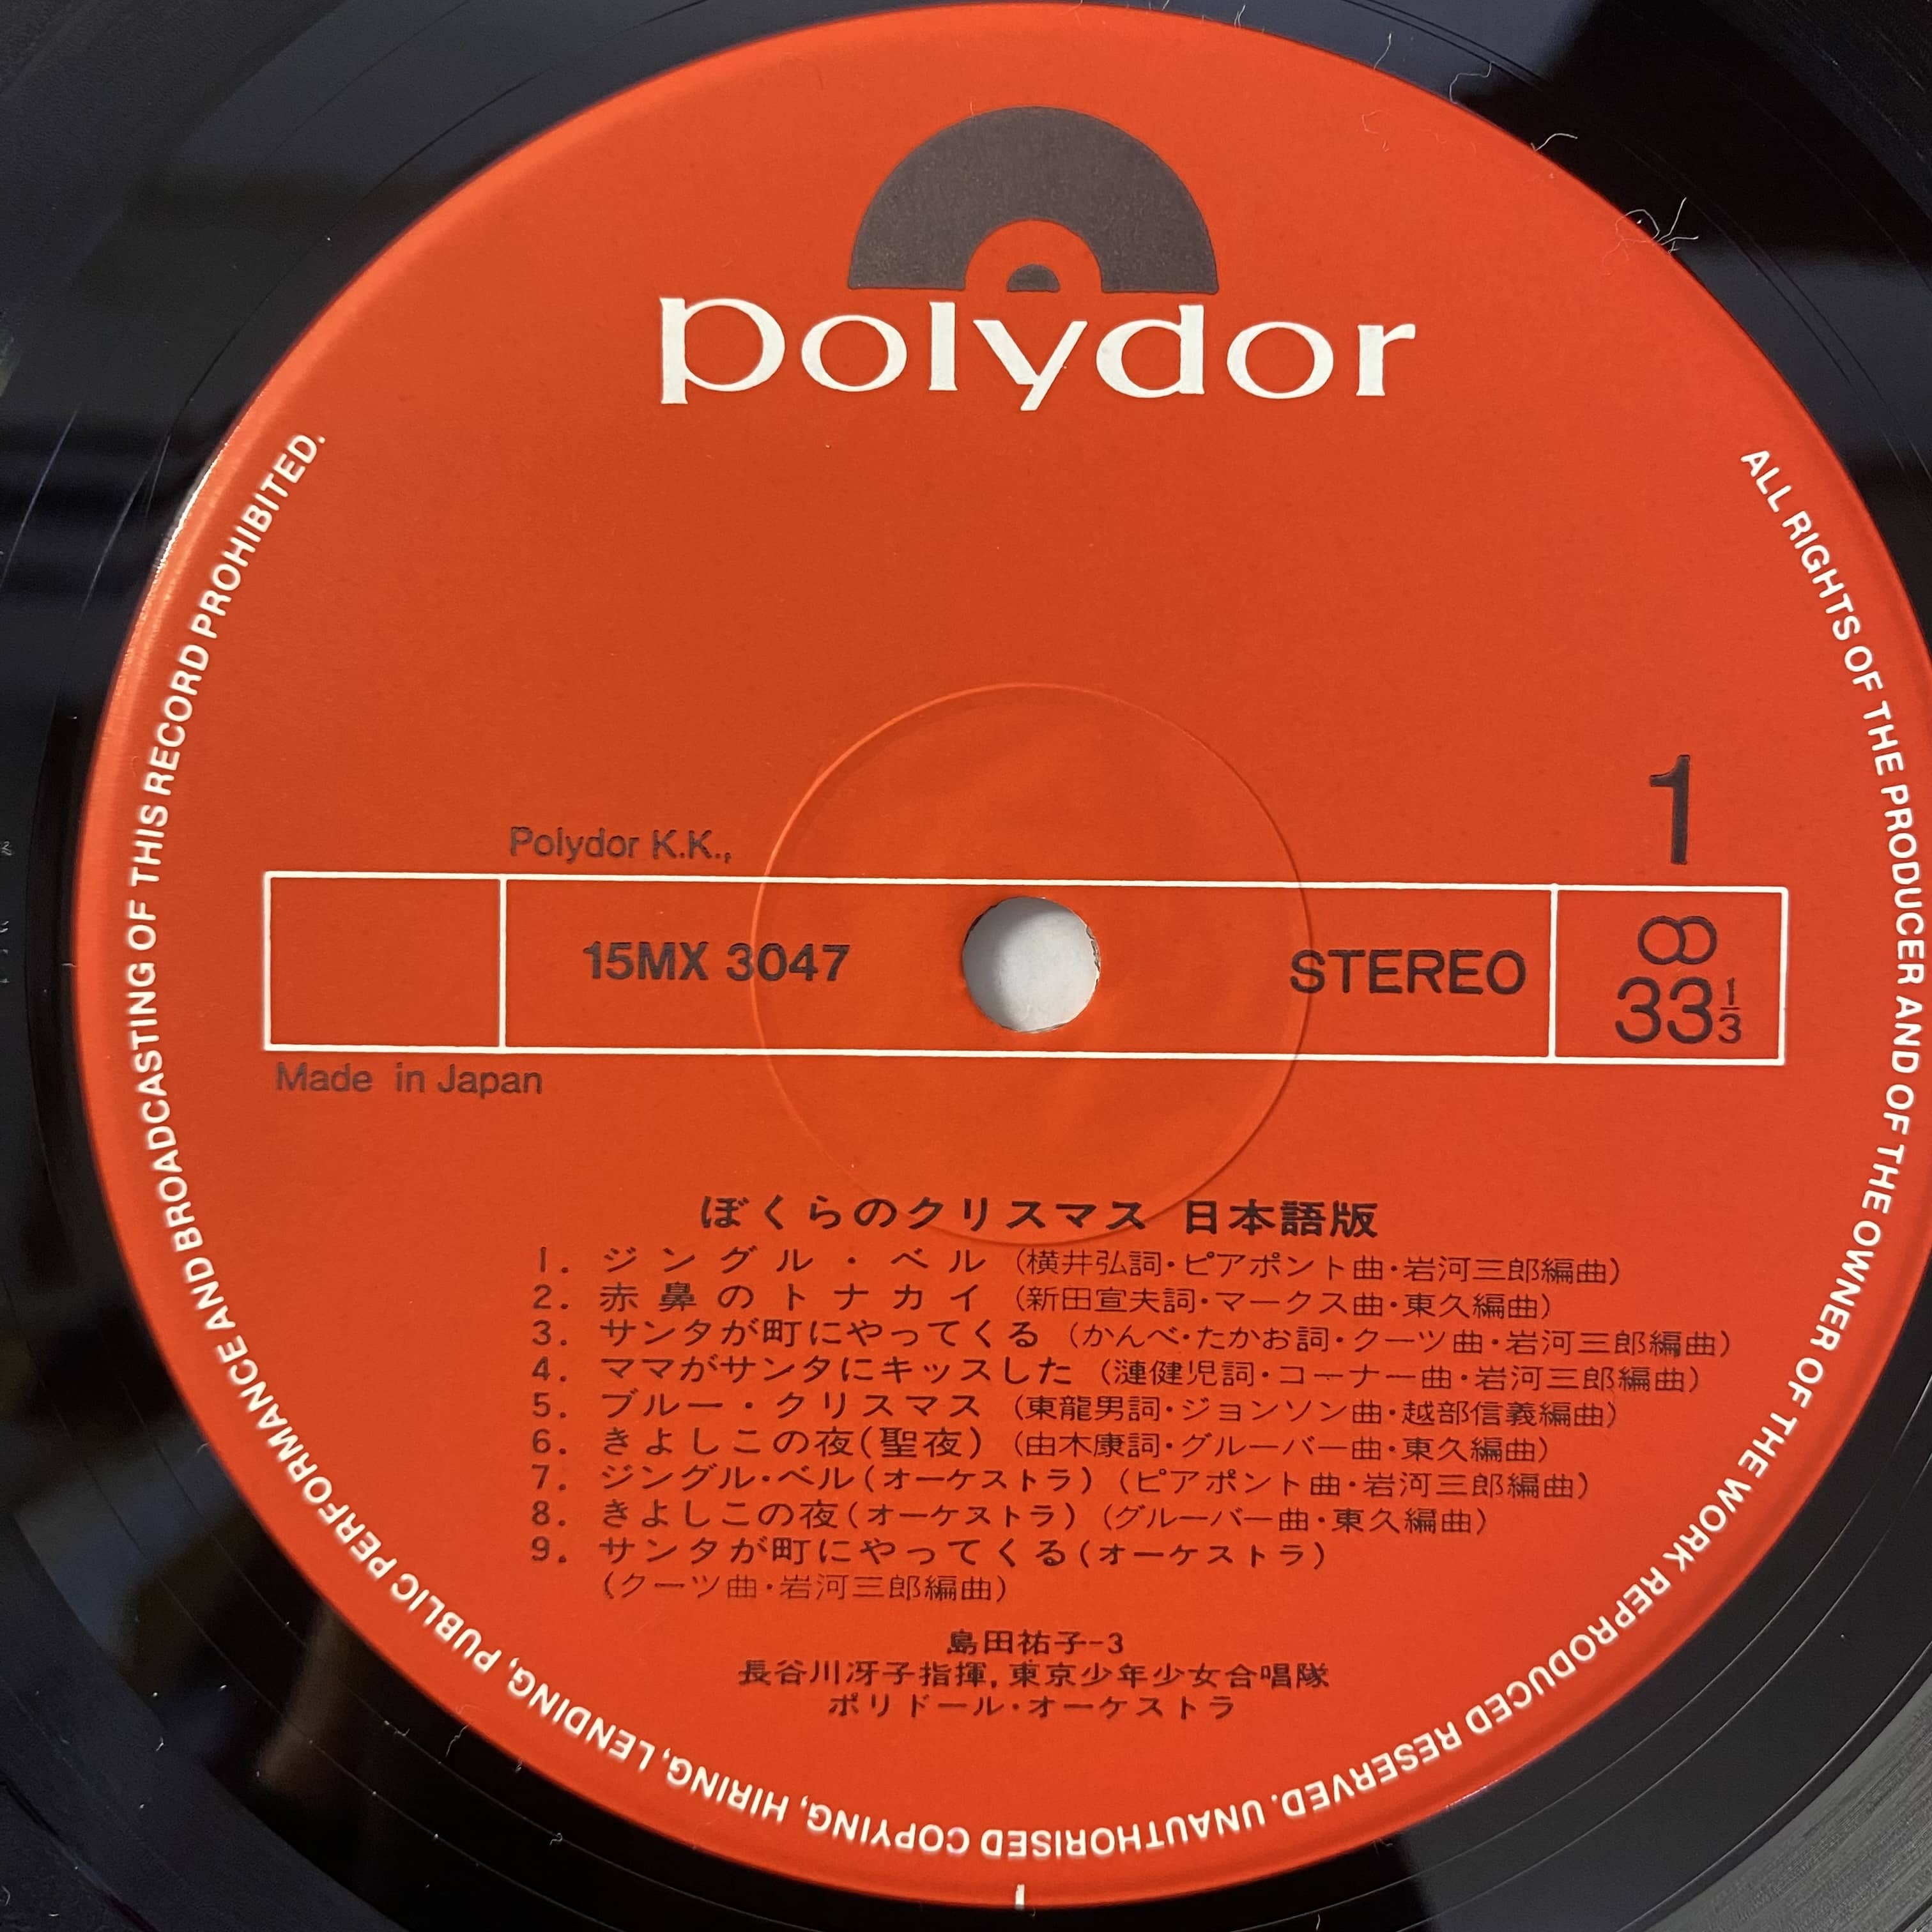 polydor
ALL RIGHTS OF THE PRODUCER AND OF THE OWNER OF THE WORK REPRODUCED RESERVED. UNAUTHORISED COPYING, HIRING, LENDING, PUBLIC PERFORMANCE AND BROADCASTING OF THIS RECORD PROHIBITED.
1
Polydor K.K.,
15MX 3047
STEREO
33 1/3
Made in Japan
ぼくらのクリスマス 日本語版
1. ジングル・ベル (横井弘詞・ピアポント曲・岩河三郎編曲)
2. 赤鼻のトナカイ (新田宣夫詞・マークス曲・東久編曲)
3. サンタが町にやってくる (かんべ・たかお詞・クーツ曲・岩河三郎編曲)
4. ママがサンタにキッスした (漣健児詞・コーナー曲・岩河三郎編曲)
5. ブルー・クリスマス (東龍男詞・ジョンソン曲・越部信義編曲)
6. きよしこの夜(聖夜) (由木康詞・グルーバー曲・東久編曲)
7. ジングル・ベル(オーケストラ) (ピアポント曲・岩河三郎編曲)
8. きよしこの夜(オーケストラ) (グルーバー曲・東久編曲)
9. サンタが町にやってくる(オーケストラ)
(クーツ曲・岩河三郎編曲)
島田祐子-3
長谷川冴子指揮, 東京少年少女合唱隊
ポリドール・オーケストラ